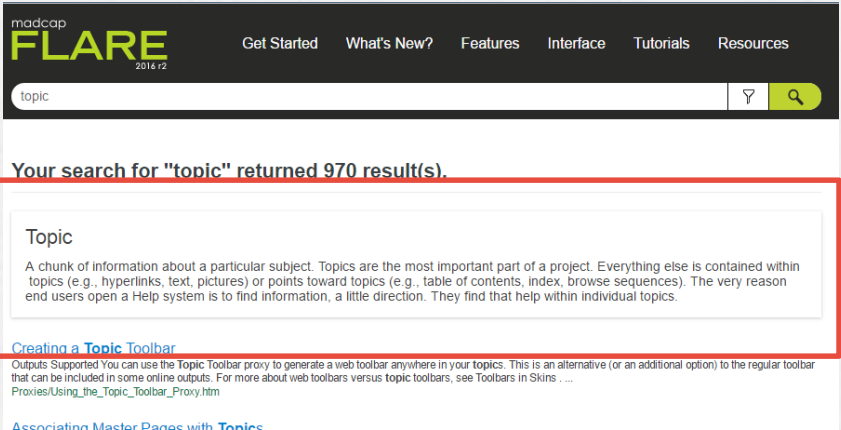 madcap
FLARE
2016 r2
Get Started What's New? Features Interface Tutorials Resources
topic
Your search for "topic" returned 970 result(s).
Topic
A chunk of information about a particular subject. Topics are the most important part of a project. Everything else is contained within
topics (e.g., hyperlinks, text, pictures) or points toward topics (e.g., table of contents, index, browse sequences). The very reason
end users open a Help system is to find information, a little direction. They find that help within individual topics.
Creating a Topic Toolbar
Outputs Supported You can use the Topic Toolbar proxy to generate a web toolbar anywhere in your topics. This is an alternative (or an additional option) to the regular toolbar
that can be included in some online outputs. For more about web toolbars versus topic toolbars, see Toolbars in Skins . ...
Proxies/Using_the_Topic_Toolbar_Proxy.htm
Associating Master Pages with Topics